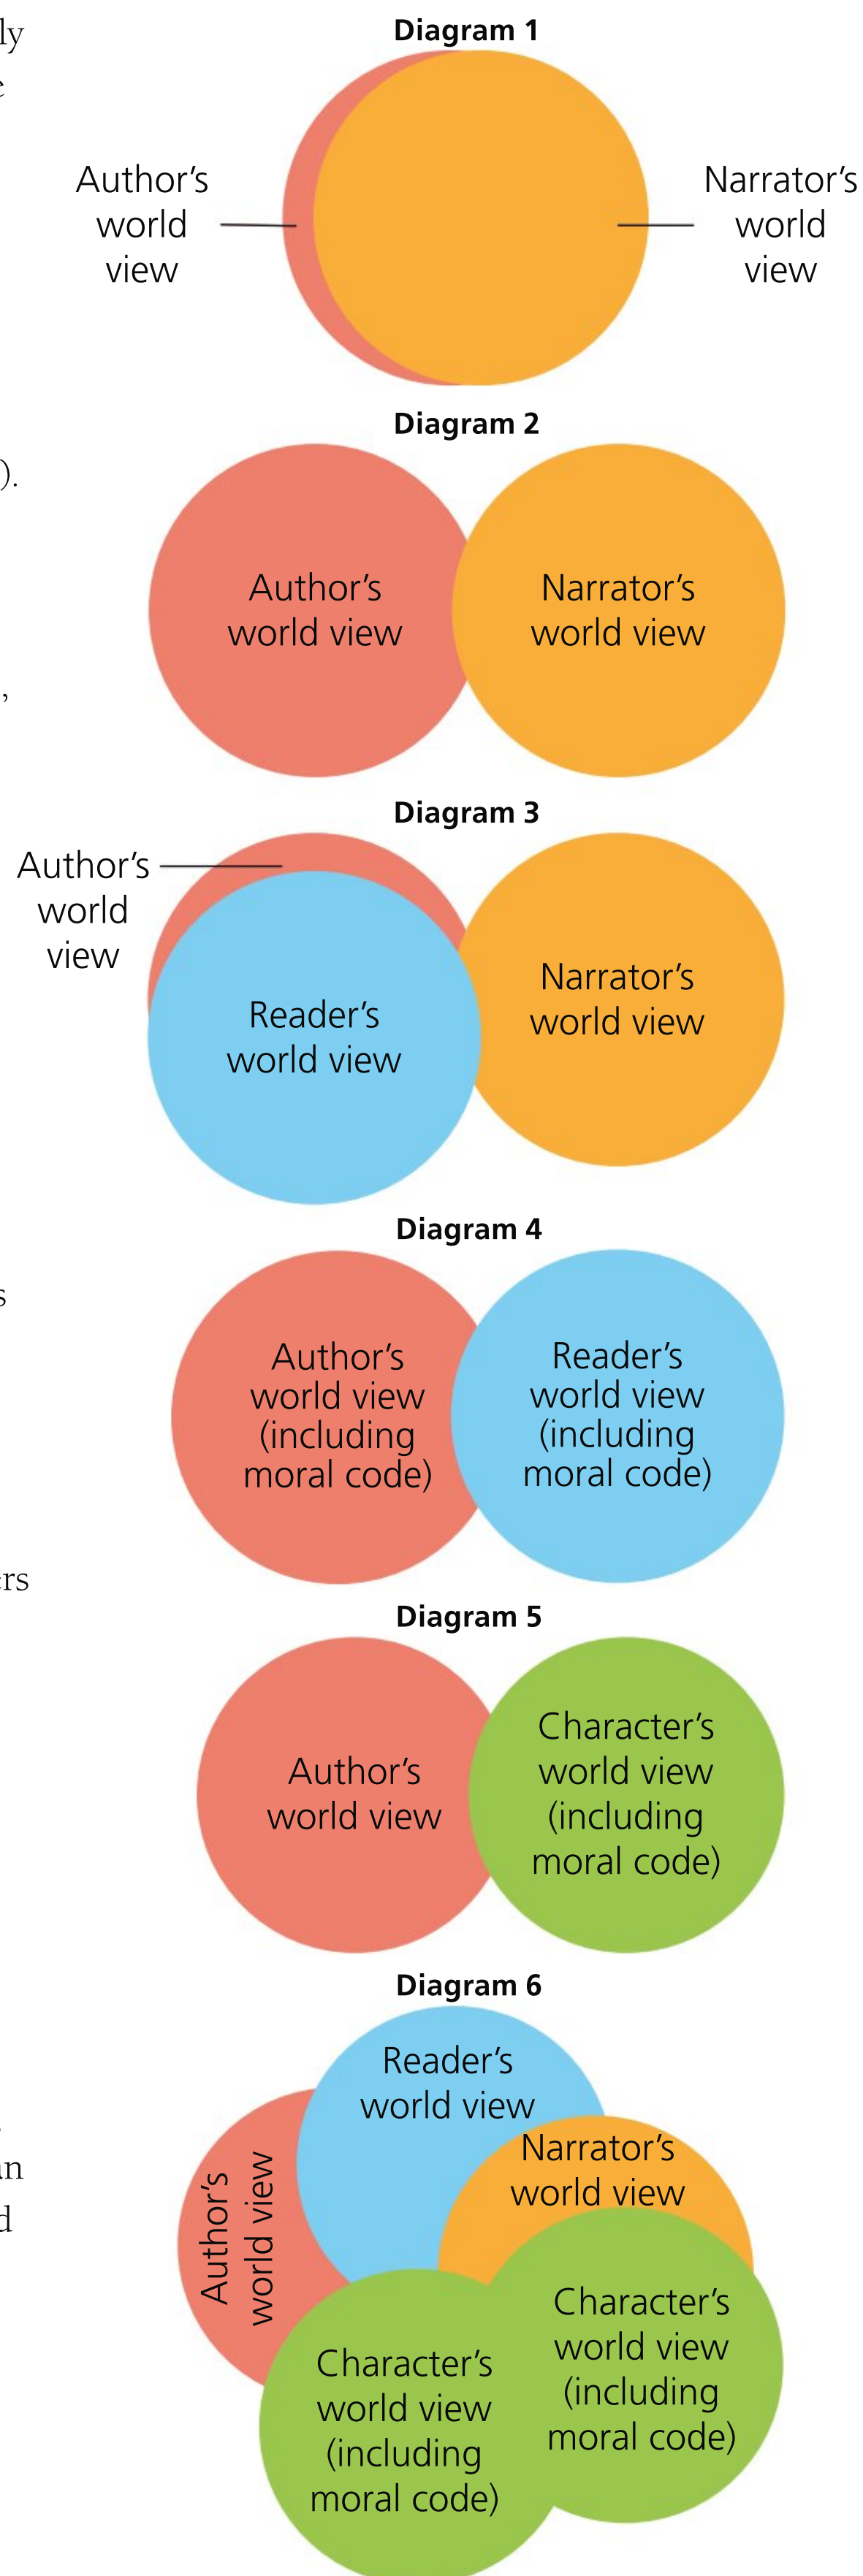 ly
Diagram 1
Author's
world
view
Narrator's
world
view
Diagram 2
).
Author's
world view
Narrator's
world view
,
Diagram 3
Author's
world
view
Reader's
world view
Narrator's
world view
Diagram 4
s
Author's
world view
(including
moral code)
Reader's
world view
(including
moral code)
ers
Diagram 5
Author's
world view
Character's
world view
(including
moral code)
Diagram 6
Reader's
world view
Author's
world view
Narrator's
world view
an
d
Character's
world view
(including
moral code)
Character's
world view
(including
moral code)